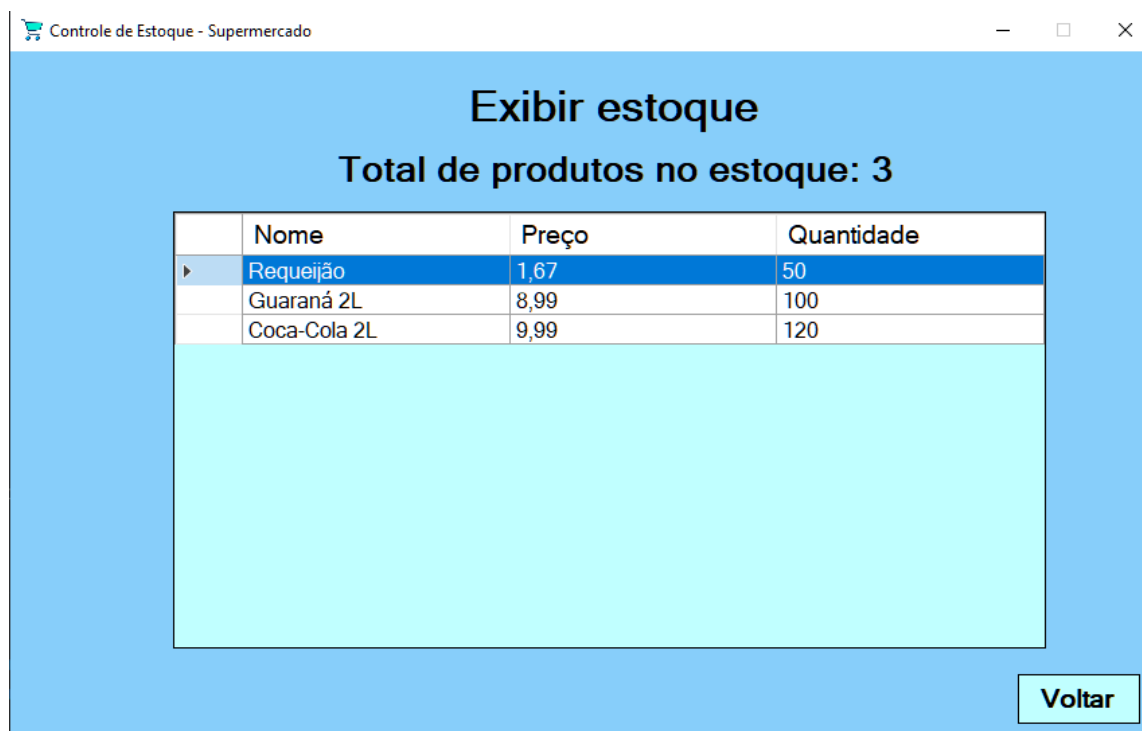 Controle de Estoque - Supermercado
Exibir estoque
Total de produtos no estoque: 3
Nome Preço Quantidade
Requeijão 1,67 50
Guaraná 2L 8,99 100
Coca-Cola 2L 9,99 120
Voltar